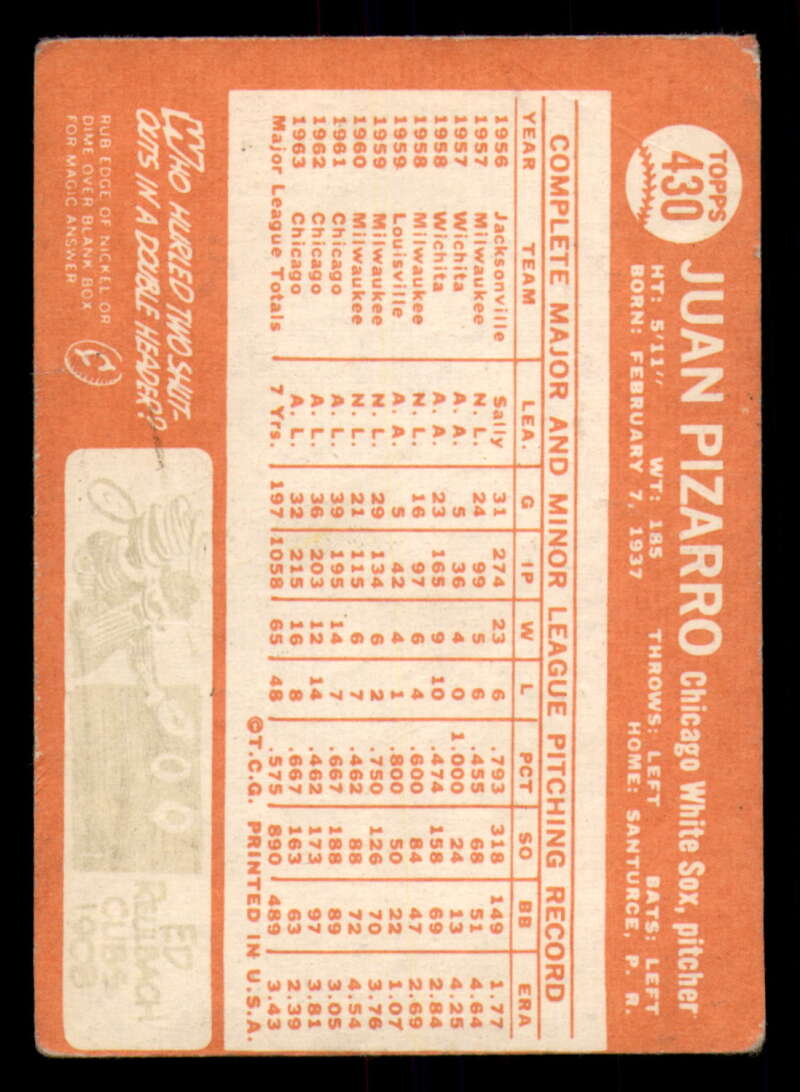 TOPPS
430
JUAN PIZARRO Chicago White Sox, pitcher
HT: 5'11" WT: 185 THROWS: LEFT BATS: LEFT
BORN: FEBRUARY 7, 1937 HOME: SANTURCE, P. R.
COMPLETE MAJOR AND MINOR LEAGUE PITCHING RECORD
YEAR TEAM LEA. G IP W L PCT SO BB ERA
1956 Jacksonville Sally 31 274 23 6 .793 318 149 1.77
1957 Milwaukee N. L. 24 99 5 6 .455 68 51 4.64
1957 Wichita A. A. 5 36 4 0 1.000 24 13 4.25
1958 Wichita A. A. 23 165 9 10 .474 158 69 2.84
1958 Milwaukee N. L. 16 97 6 4 .600 84 47 2.69
1959 Louisville A. A. 5 42 4 1 .800 50 22 1.07
1959 Milwaukee N. L. 29 134 6 2 .750 126 70 3.76
1960 Milwaukee N. L. 21 115 6 7 .462 88 72 4.54
1961 Chicago A. L. 39 195 14 7 .667 188 89 3.05
1962 Chicago A. L. 36 203 12 14 .462 173 97 3.81
1963 Chicago A. L. 32 215 16 8 .667 163 63 2.39
Major League Totals 7 Yrs. 197 1058 65 48 .575 890 489 3.43
©T.C.G. PRINTED IN U.S.A.
WHO HURLED TWO SHUT-
OUTS IN A DOUBLE HEADER?
RUB EDGE OF NICKEL OR
DIME OVER BLANK BOX
FOR MAGIC ANSWER
C
000
ED
REULBACH
CUBS
1908